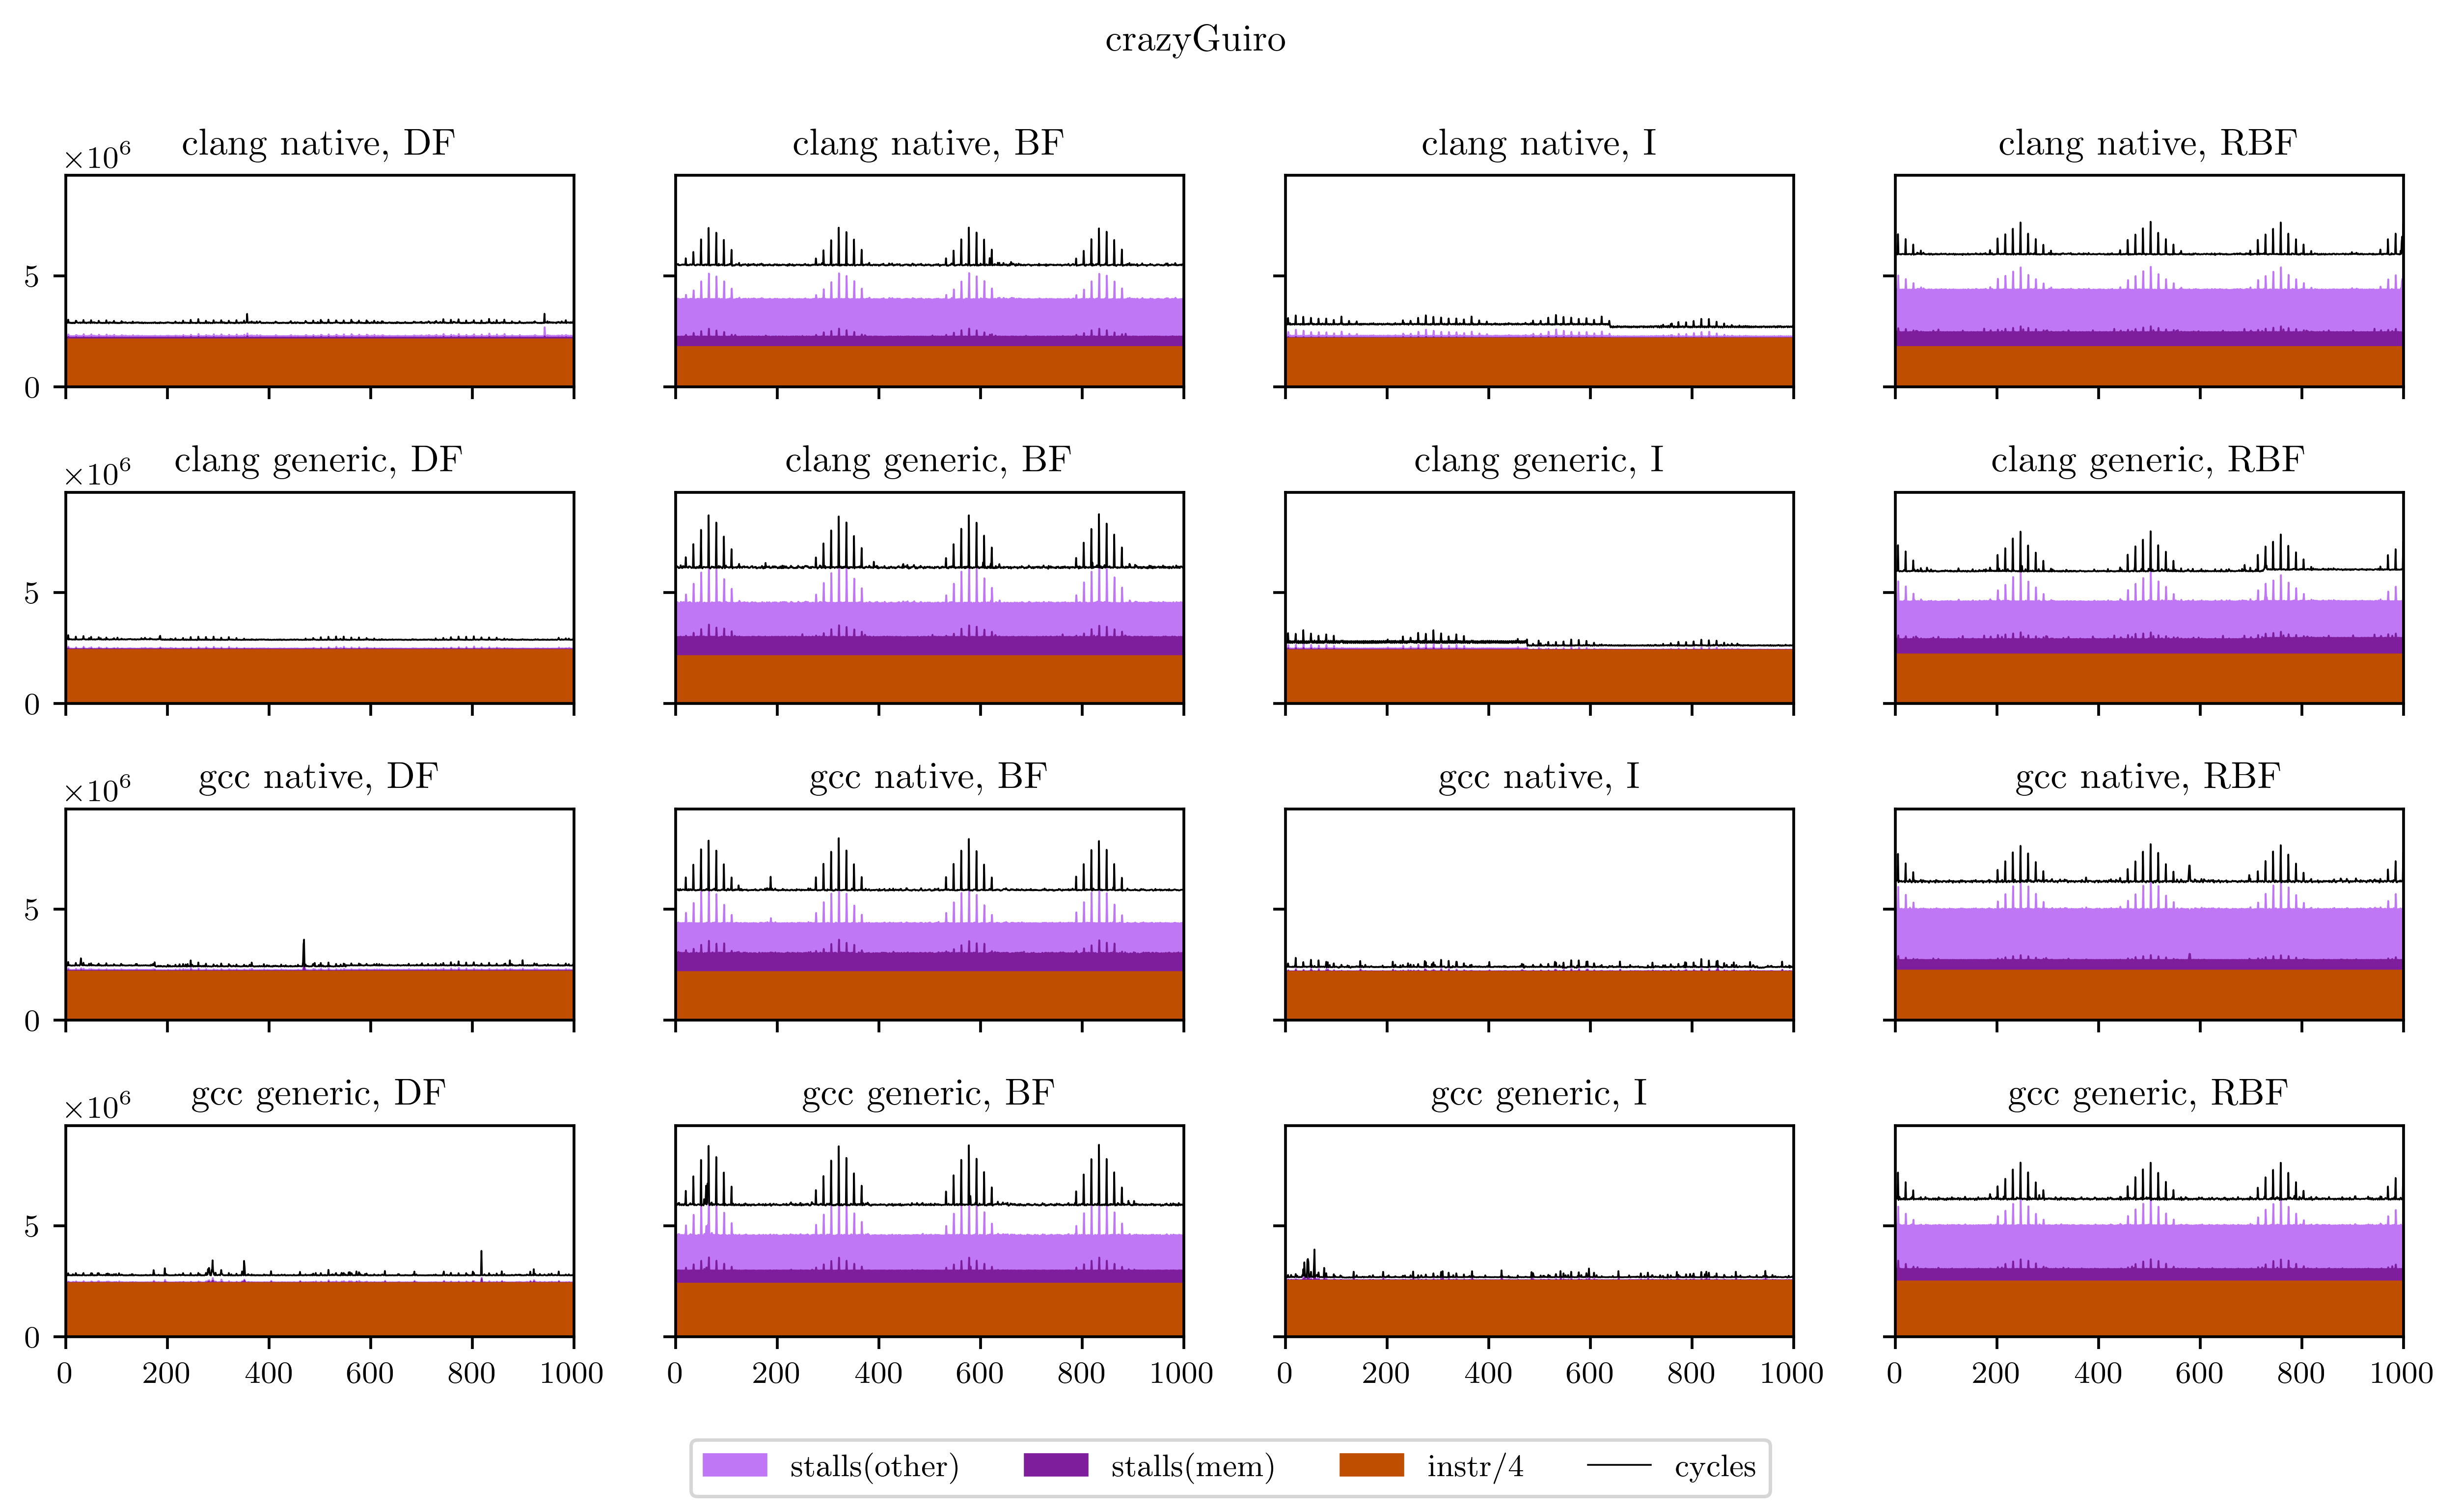 crazyGuiro
clang native, DF
clang native, BF
clang native, I
clang native, RBF
×10⁶
5
0
clang generic, DF
clang generic, BF
clang generic, I
clang generic, RBF
×10⁶
5
0
gcc native, DF
gcc native, BF
gcc native, I
gcc native, RBF
×10⁶
5
0
gcc generic, DF
gcc generic, BF
gcc generic, I
gcc generic, RBF
×10⁶
5
0
0 200 400 600 800 1000
0 200 400 600 800 1000
0 200 400 600 800 1000
0 200 400 600 800 1000
stalls(other) stalls(mem) instr/4 cycles